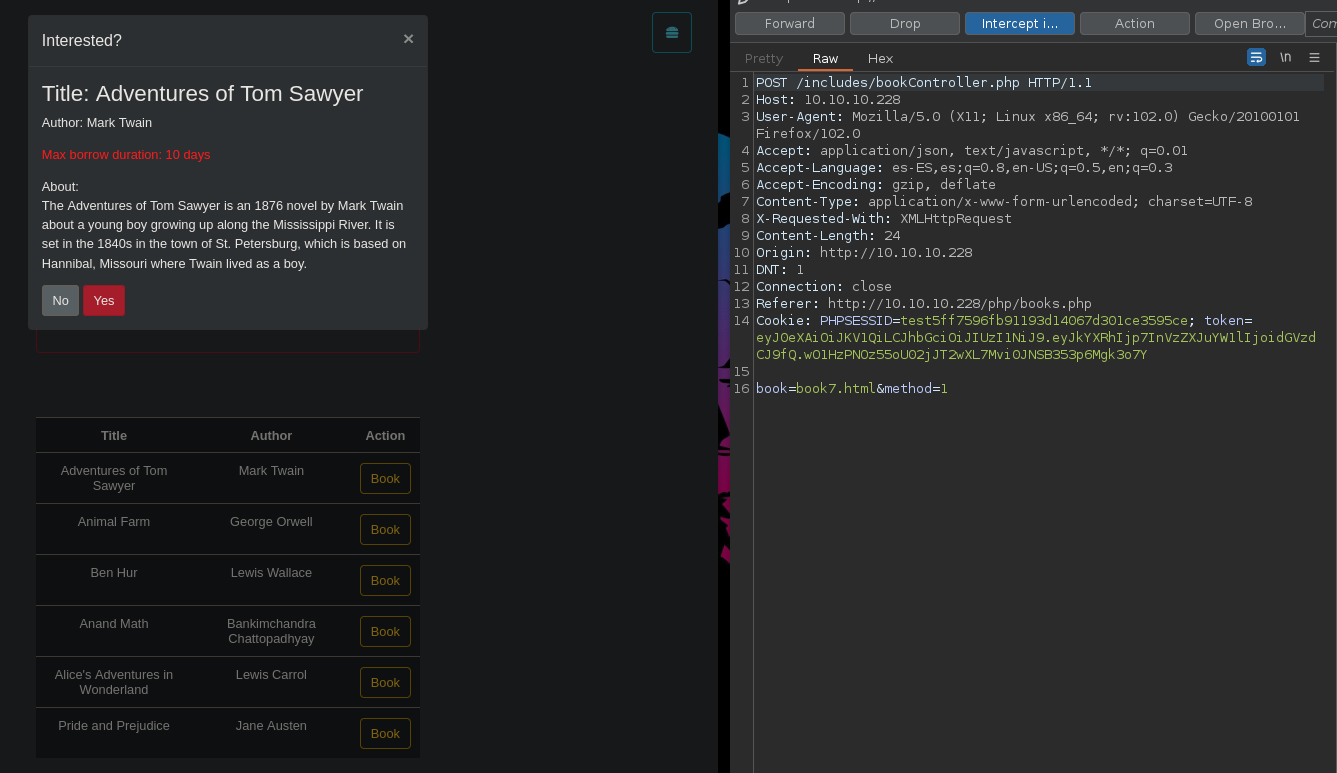 Interested? ×
Title: Adventures of Tom Sawyer
Author: Mark Twain
Max borrow duration: 10 days
About:
The Adventures of Tom Sawyer is an 1876 novel by Mark Twain
about a young boy growing up along the Mississippi River. It is
set in the 1840s in the town of St. Petersburg, which is based on
Hannibal, Missouri where Twain lived as a boy.
No Yes
Title Author Action
Adventures of Tom
Sawyer
Mark Twain
Book
Animal Farm George Orwell
Book
Ben Hur Lewis Wallace
Book
Anand Math Bankimchandra
Chattopadhyay
Book
Alice's Adventures in
Wonderland
Lewis Carrol
Book
Pride and Prejudice Jane Austen
Book
Forward Drop Intercept i... Action Open Bro... Con
Pretty Raw Hex \n
1 POST /includes/bookController.php HTTP/1.1
2 Host: 10.10.10.228
3 User-Agent: Mozilla/5.0 (X11; Linux x86_64; rv:102.0) Gecko/20100101
Firefox/102.0
4 Accept: application/json, text/javascript, */*; q=0.01
5 Accept-Language: es-ES,es;q=0.8,en-US;q=0.5,en;q=0.3
6 Accept-Encoding: gzip, deflate
7 Content-Type: application/x-www-form-urlencoded; charset=UTF-8
8 X-Requested-With: XMLHttpRequest
9 Content-Length: 24
10 Origin: http://10.10.10.228
11 DNT: 1
12 Connection: close
13 Referer: http://10.10.10.228/php/books.php
14 Cookie: PHPSESSID=test5ff7596fb91193d14067d301ce3595ce; token=
eyJ0eXAiOiJKV1QiLCJhbGciOiJIUzI1NiJ9.eyJkYXRhIjp7InVzZXJuYW1lIjoidGVzd
CJ9fQ.wO1HzPNOz55oU02jJT2wXL7Mvi0JNSB353p6Mgk3o7Y
15
16 book=book7.html&method=1